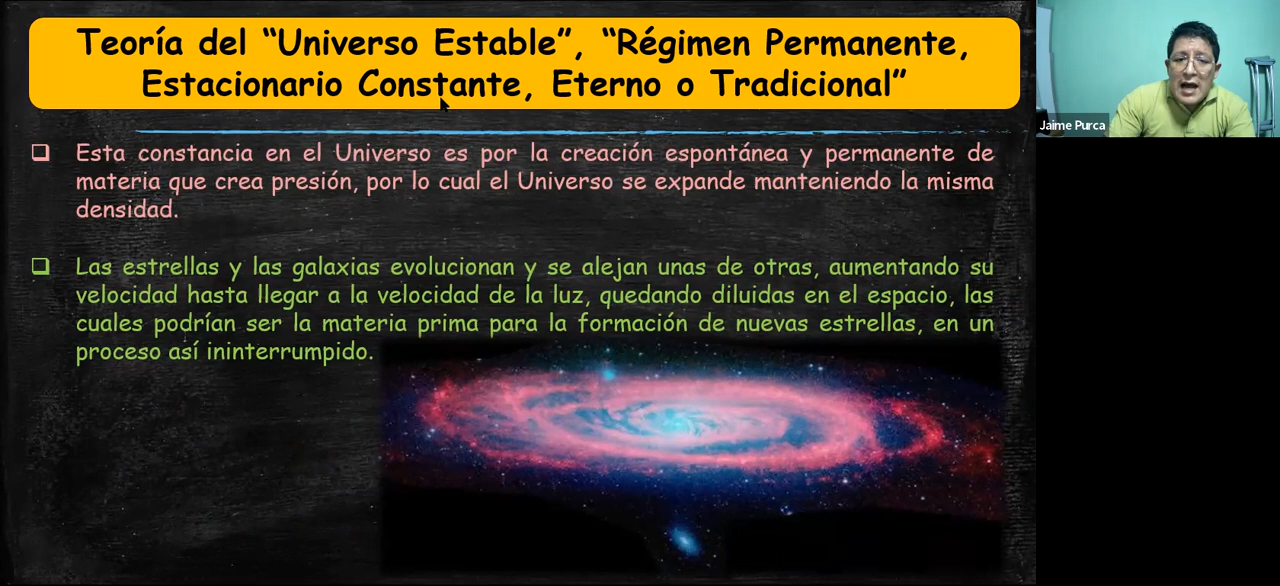 Teoría del “Universo Estable”, “Régimen Permanente,
Estacionario Constante, Eterno o Tradicional”
Esta constancia en el Universo es por la creación espontánea y permanente de
materia que crea presión, por lo cual el Universo se expande manteniendo la misma
densidad.
Las estrellas y las galaxias evolucionan y se alejan unas de otras, aumentando su
velocidad hasta llegar a la velocidad de la luz, quedando diluidas en el espacio, las
cuales podrían ser la materia prima para la formación de nuevas estrellas, en un
proceso así ininterrumpido.
Jaime Purca